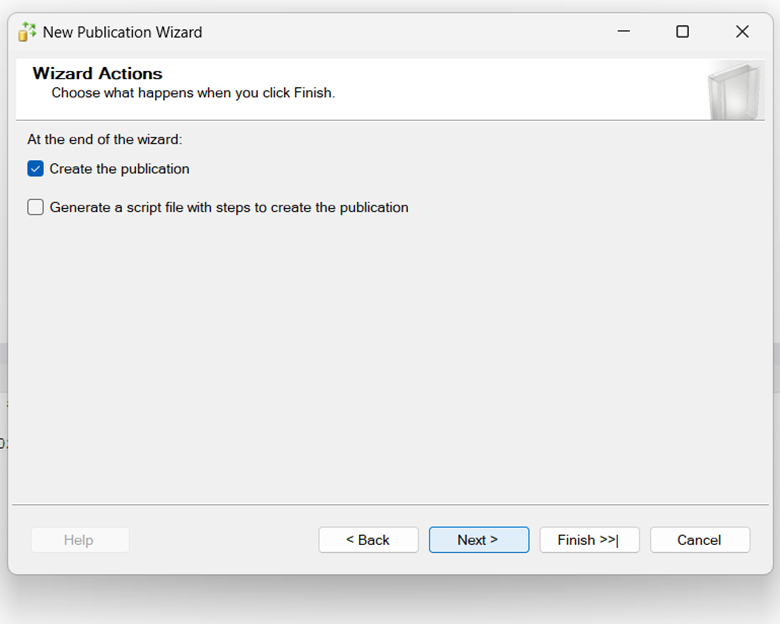 New Publication Wizard
Wizard Actions
Choose what happens when you click Finish.
At the end of the wizard:
Create the publication
Generate a script file with steps to create the publication
Help
< Back
Next >
Finish >>|
Cancel